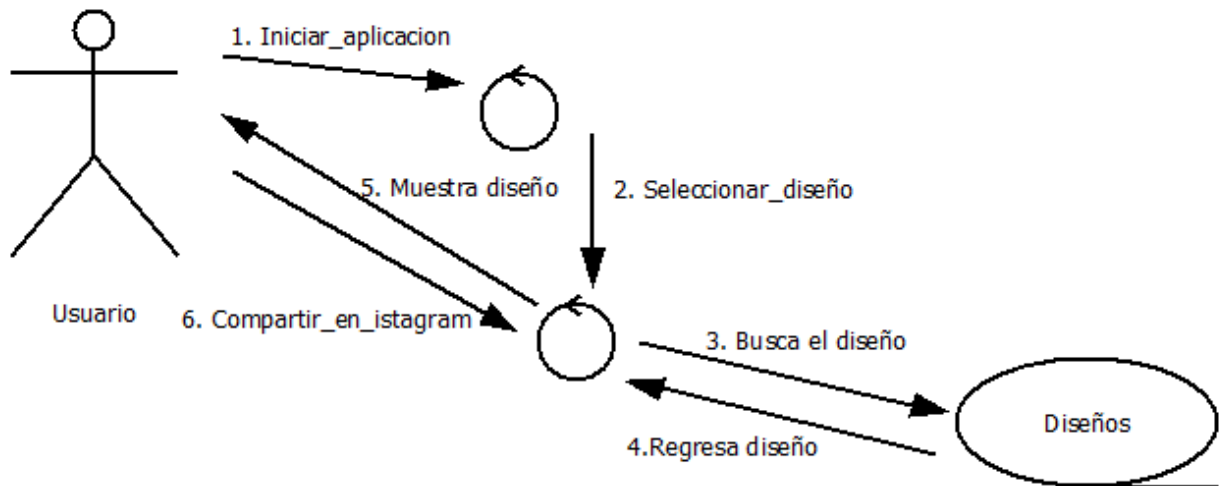 1. Iniciar_aplicacion
5. Muestra diseño
2. Seleccionar_diseño
Usuario
6. Compartir_en_istagram
3. Busca el diseño
Diseños
4.Regresa diseño